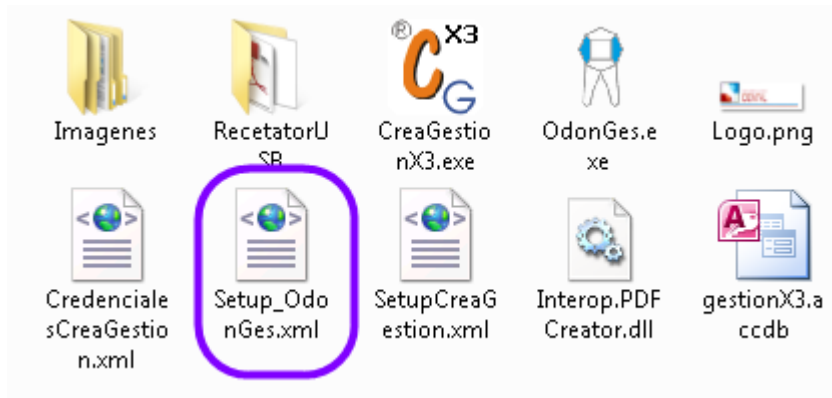 ® X3
C
G
Imagenes
RecetatorU
SB
CreaGestio
nX3.exe
OdonGes.e
xe
Logo.png
Credenciale
sCreaGestio
n.xml
Setup_Odo
nGes.xml
SetupCreaG
estion.xml
Interop.PDF
Creator.dll
A
gestionX3.a
ccdb